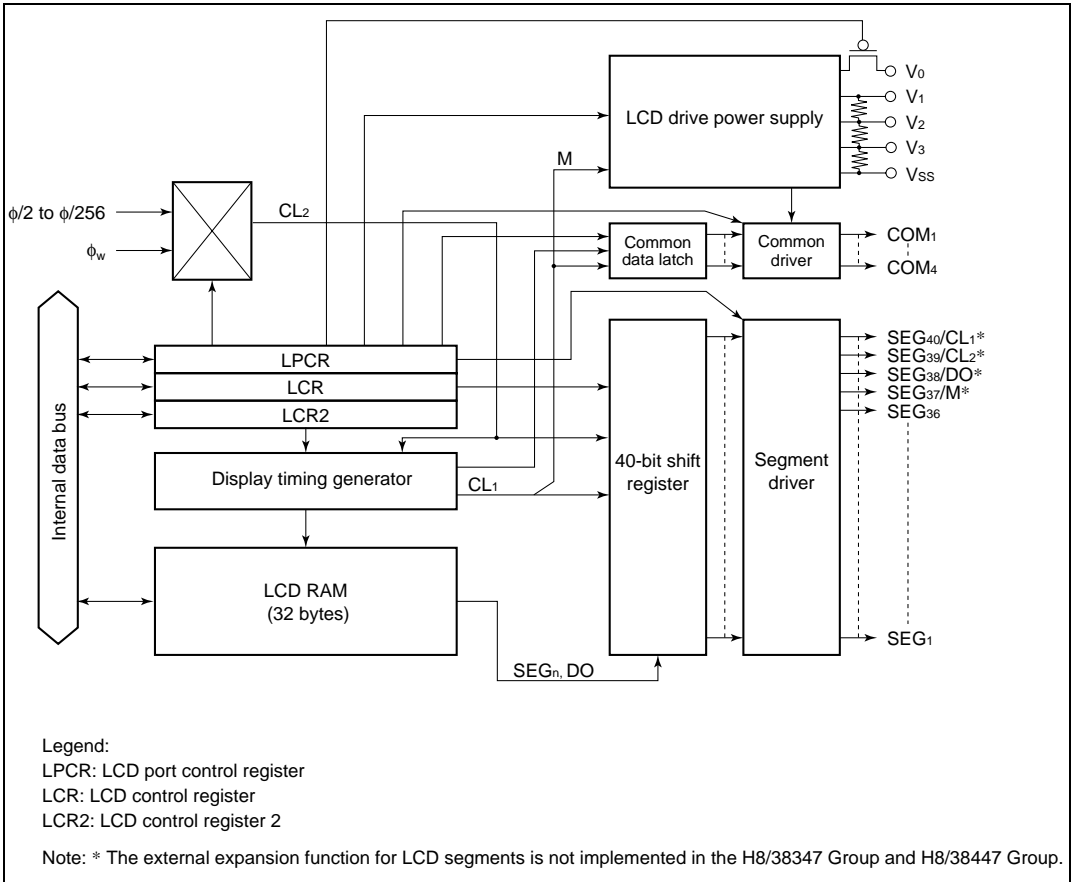 V0
V1
LCD drive power supply
V2
V3
M
VSS
ϕ/2 to ϕ/256
CL2
ϕw
Common
data latch
Common
driver
COM1
COM4
Internal data bus
LPCR
LCR
LCR2
Display timing generator
CL1
LCD RAM
(32 bytes)
SEGn, DO
40-bit shift
register
Segment
driver
SEG40/CL1*
SEG39/CL2*
SEG38/DO*
SEG37/M*
SEG36
SEG1
Legend:
LPCR: LCD port control register
LCR: LCD control register
LCR2: LCD control register 2
Note: * The external expansion function for LCD segments is not implemented in the H8/38347 Group and H8/38447 Group.